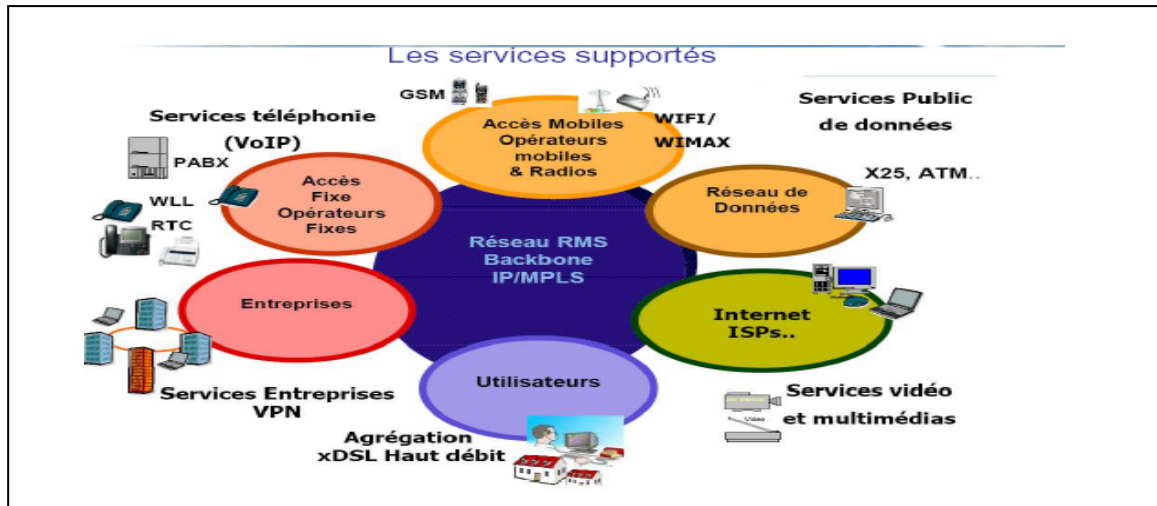 Les services supportés
GSM
Services téléphonie
(VoIP)
PABX
WLL
RTC
Accès Mobiles
Opérateurs
mobiles
& Radios
WIFI/
WIMAX
Services Public
de données
X25, ATM..
Accès
Fixe
Opérateurs
Fixes
Réseau de
Données
Réseau RMS
Backbone
IP/MPLS
Entreprises
Internet
ISPs..
Utilisateurs
Services Entreprises
VPN
Services vidéo
et multimédias
Vidéo
Agrégation
xDSL Haut débit